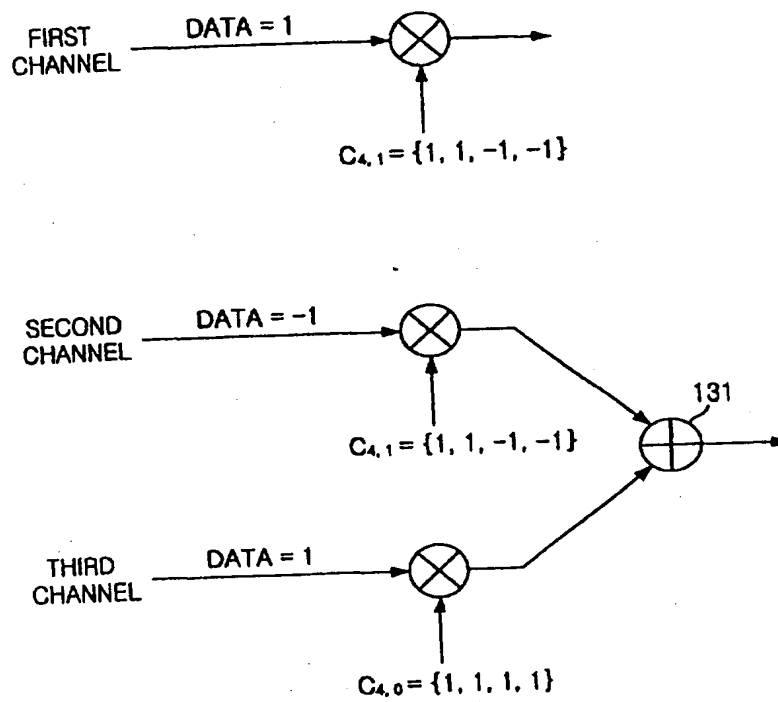 FIRST
CHANNEL
DATA = 1
C4, 1 = {1, 1, -1, -1}
SECOND
CHANNEL
DATA = -1
C4, 1 = {1, 1, -1, -1}
131
THIRD
CHANNEL
DATA = 1
C4, 0 = {1, 1, 1, 1}